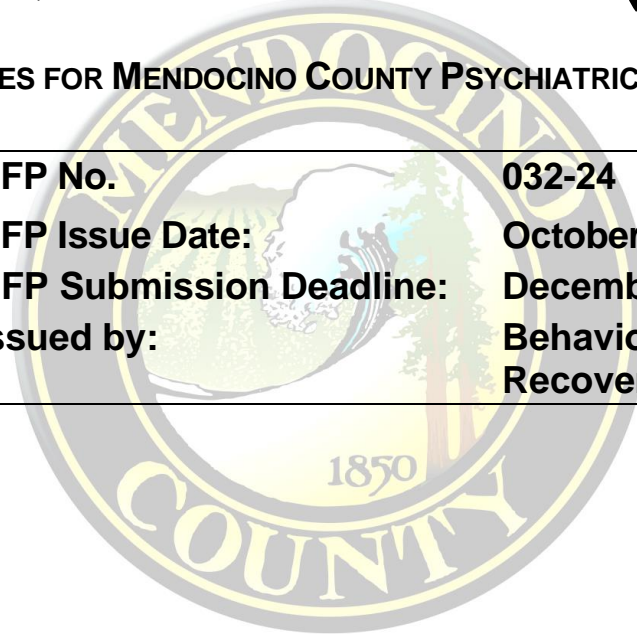 ES FOR MENDOCINO COUNTY PSYCHIATRIC
FP No. 032-24
FP Issue Date: October
FP Submission Deadline: Decemb
ssued by: Behavio
Recove
MENDOCINO
1850
COUNTY